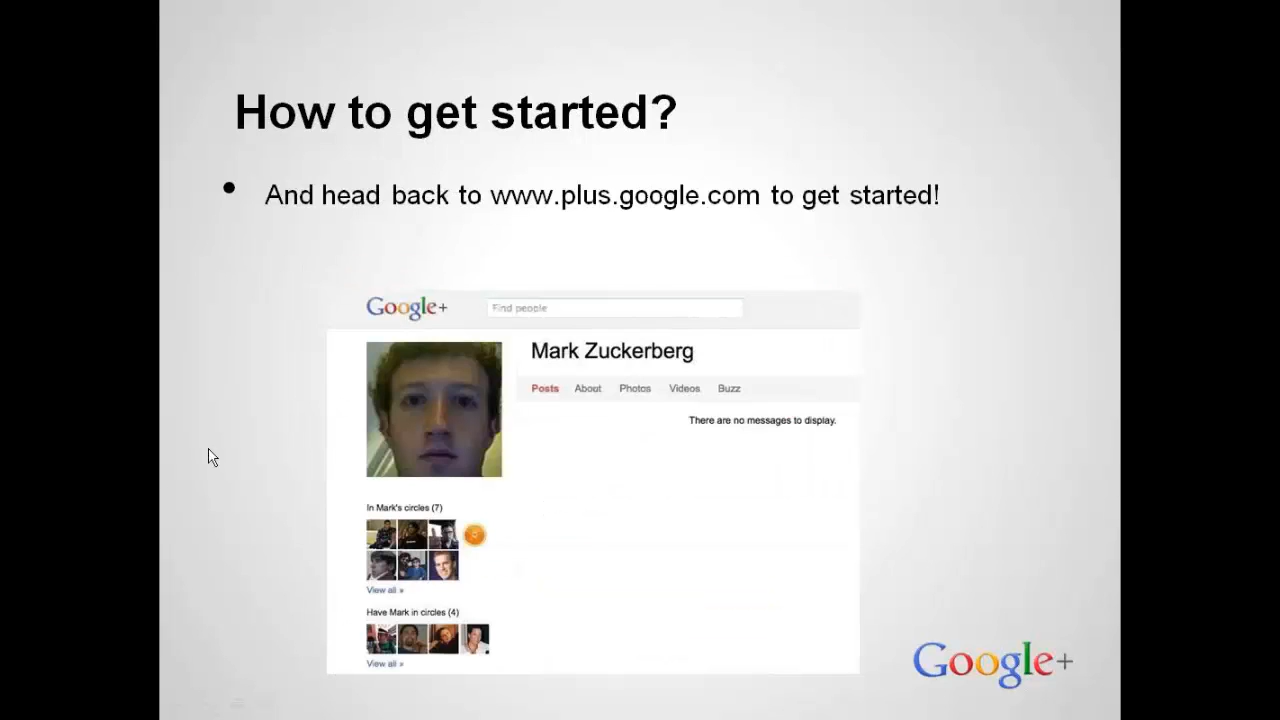 How to get started?
• And head back to www.plus.google.com to get started!
Google+ Find people
Mark Zuckerberg
Posts About Photos Videos Buzz
There are no messages to display.
In Mark's circles (7)
View all »
Have Mark in circles (4)
View all »
Google+